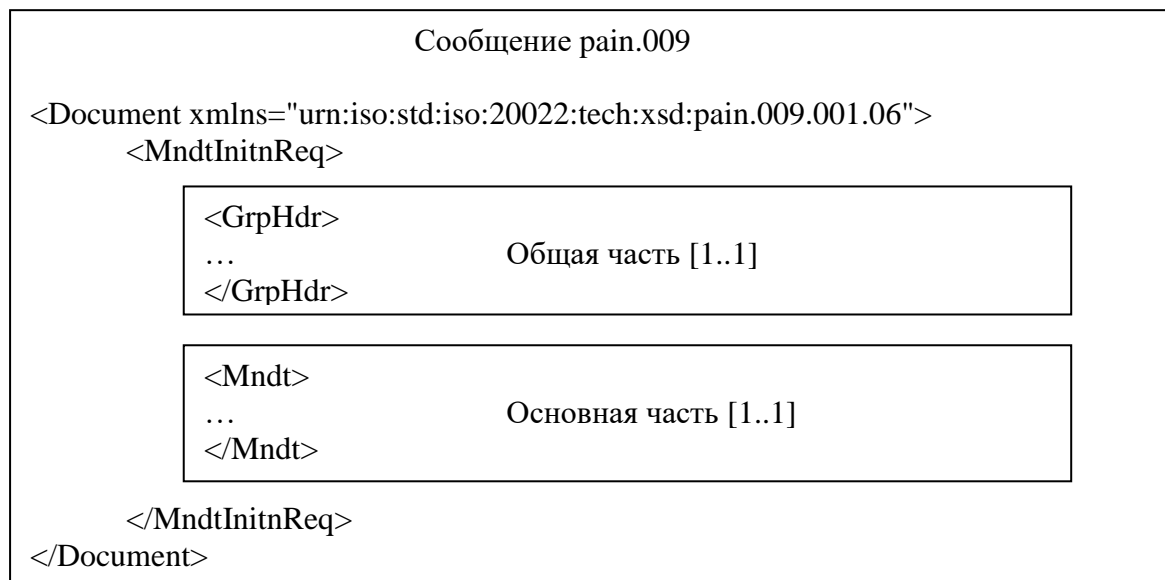 Сообщение pain.009
<Document xmlns="urn:iso:std:iso:20022:tech:xsd:pain.009.001.06">
<MndtInitnReq>
<GrpHdr>
… Общая часть [1..1]
</GrpHdr>
<Mndt>
… Основная часть [1..1]
</Mndt>
</MndtInitnReq>
</Document>